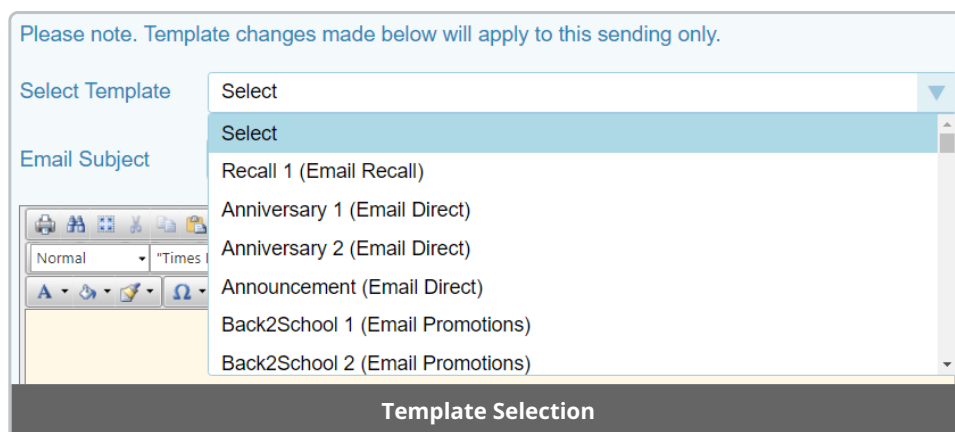 Please note. Template changes made below will apply to this sending only.
Select Template
Select
Select
Email Subject
Recall 1 (Email Recall)
Anniversary 1 (Email Direct)
Anniversary 2 (Email Direct)
Normal
"Times
Announcement (Email Direct)
A
Ω
Back2School 1 (Email Promotions)
Back2School 2 (Email Promotions)
Template Selection